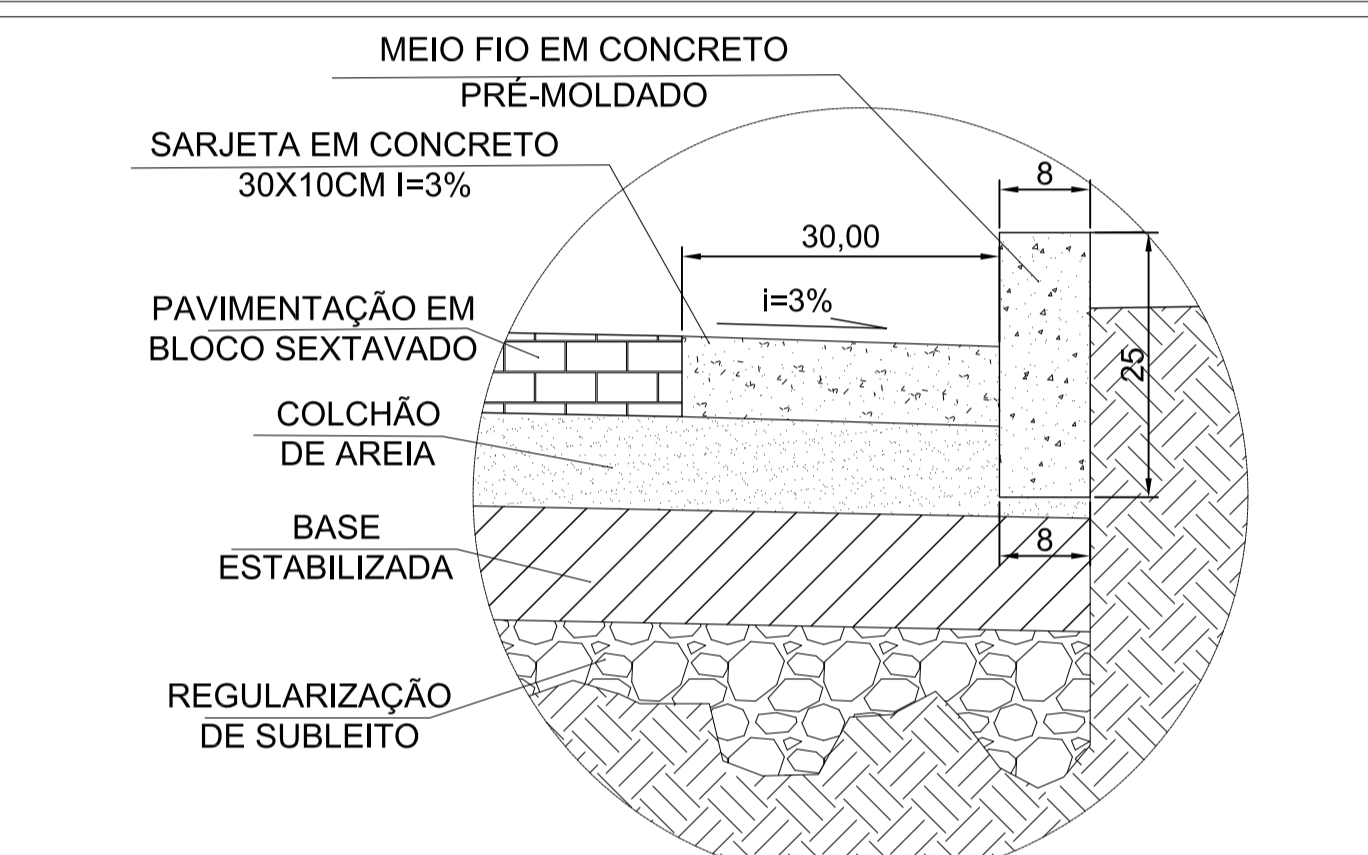 MEIO FIO EM CONCRETO
PRÉ-MOLDADO
SARJETA EM CONCRETO
30X10CM I=3%
8
30,00
i=3%
PAVIMENTAÇÃO EM
BLOCO SEXTAVADO
25
COLCHÃO
DE AREIA
BASE
ESTABILIZADA
8
REGULARIZAÇÃO
DE SUBLEITO